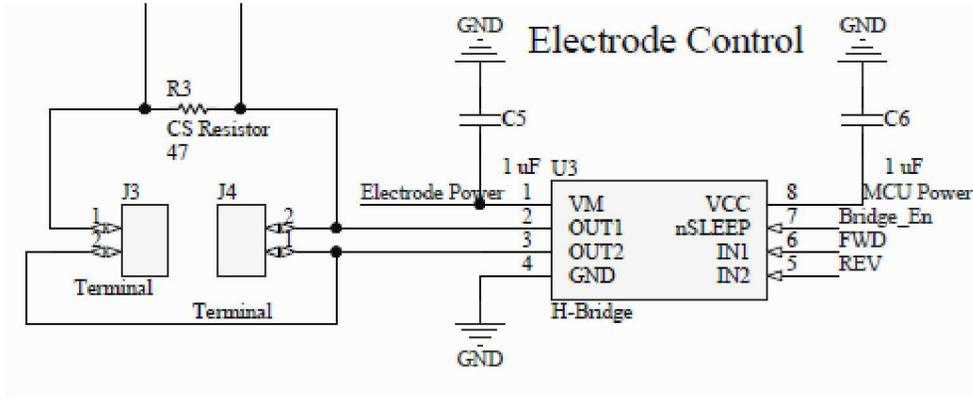 GND
Electrode Control
GND
R3
CS Resistor
47
C5
C6
1 uF
U3
1 uF
J3
J4
Electrode Power
1
VM
VCC
8
MCU Power
1
2
2
OUT1
nSLEEP
7
Bridge_En
2
1
3
OUT2
IN1
6
FWD
4
GND
IN2
5
REV
Terminal
Terminal
H-Bridge
GND